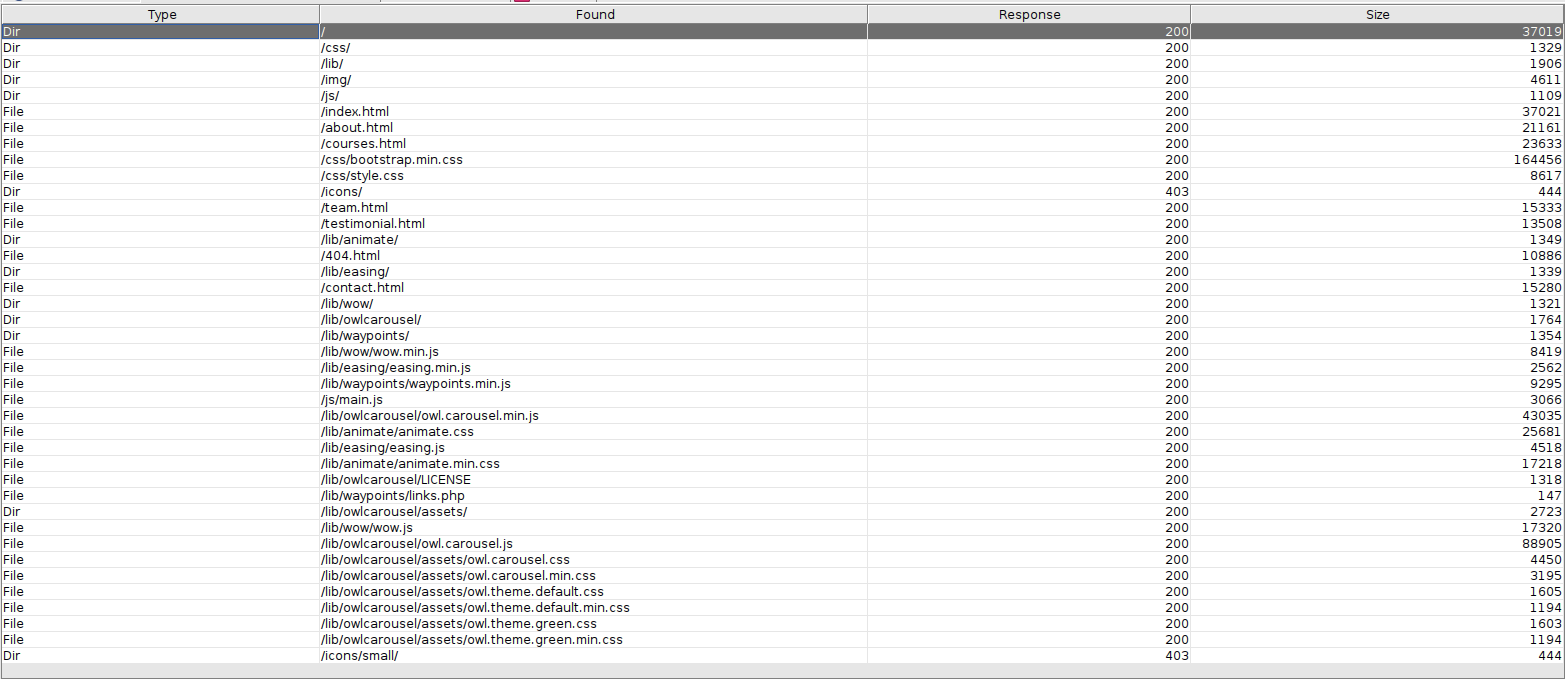 Type Found Response Size
Dir / 200 37019
Dir /css/ 200 1329
Dir /lib/ 200 1906
Dir /img/ 200 4611
Dir /js/ 200 1109
File /index.html 200 37021
File /about.html 200 21161
File /courses.html 200 23633
File /css/bootstrap.min.css 200 164456
File /css/style.css 200 8617
Dir /icons/ 403 444
File /team.html 200 15333
File /testimonial.html 200 13508
Dir /lib/animate/ 200 1349
File /404.html 200 10886
Dir /lib/easing/ 200 1339
File /contact.html 200 15280
Dir /lib/wow/ 200 1321
Dir /lib/owlcarousel/ 200 1764
Dir /lib/waypoints/ 200 1354
File /lib/wow/wow.min.js 200 8419
File /lib/easing/easing.min.js 200 2562
File /lib/waypoints/waypoints.min.js 200 9295
File /js/main.js 200 3066
File /lib/owlcarousel/owl.carousel.min.js 200 43035
File /lib/animate/animate.css 200 25681
File /lib/easing/easing.js 200 4518
File /lib/animate/animate.min.css 200 17218
File /lib/owlcarousel/LICENSE 200 1318
File /lib/waypoints/links.php 200 147
Dir /lib/owlcarousel/assets/ 200 2723
File /lib/wow/wow.js 200 17320
File /lib/owlcarousel/owl.carousel.js 200 88905
File /lib/owlcarousel/assets/owl.carousel.css 200 4450
File /lib/owlcarousel/assets/owl.carousel.min.css 200 3195
File /lib/owlcarousel/assets/owl.theme.default.css 200 1605
File /lib/owlcarousel/assets/owl.theme.default.min.css 200 1194
File /lib/owlcarousel/assets/owl.theme.green.css 200 1603
File /lib/owlcarousel/assets/owl.theme.green.min.css 200 1194
Dir /icons/small/ 403 444